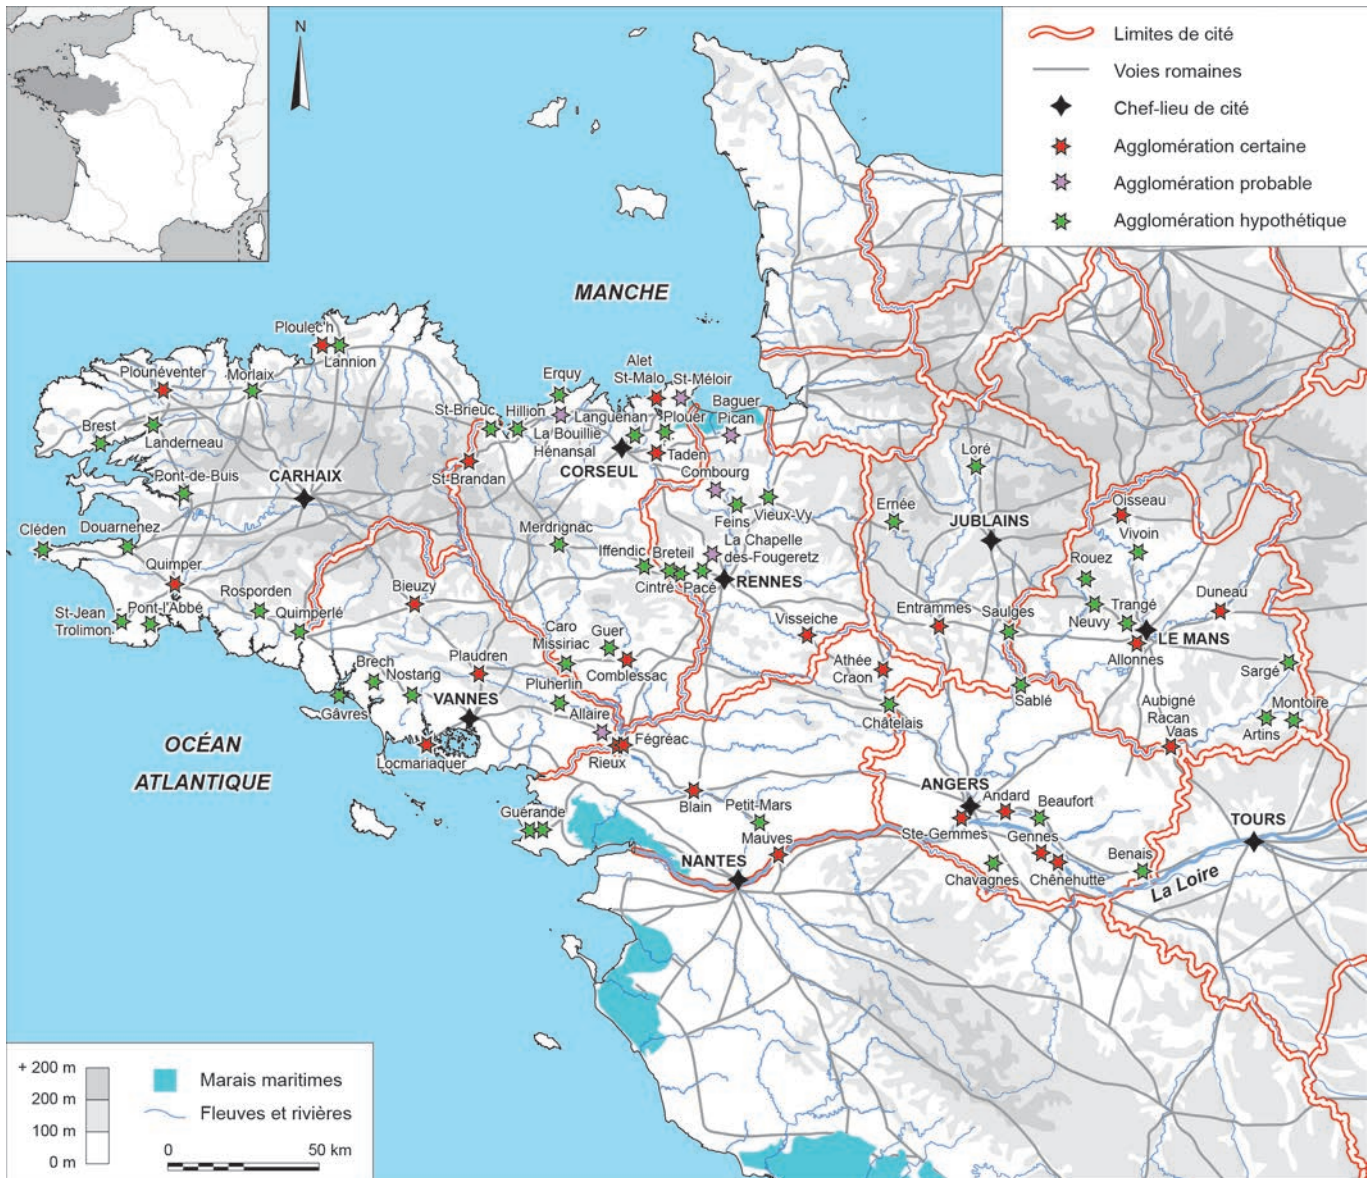 N
Limites de cité
Voies romaines
Chef-lieu de cité
Agglomération certaine
Agglomération probable
Agglomération hypothétique
MANCHE
Ploulec'h
Lannion
Plounéventer
Morlaix
Brest
Landerneau
Pont-de-Buis
CARHAIX
Cléden
Douarnenez
Quimper
St-Jean
Trolimon
Pont-l'Abbé
Rosporden
Quimperlé
St-Brieuc
Hillion
St-Brandan
Erquy
La Bouillie
Hénansal
Languenan
CORSEUL
Alet
St-Malo
St-Méloir
Plouër
Taden
Baguer
Pican
Combourg
Feins
Vieux-Vy
Merdrignac
Iffendic
Breteil
Cintré
Pacé
La Chapelle
des-Fougeretz
RENNES
Bieuzy
Caro
Missiriac
Guer
Comblessac
Visseiche
Plaudren
Pluherlin
Brech
Nostang
VANNES
Gâvres
Locmariaquer
Allaire
Rieux
Fégréac
OCÉAN
ATLANTIQUE
Guérande
Blain
Petit-Mars
Mauves
NANTES
Loré
Ernée
JUBLAINS
Entrammes
Saulges
Athée
Craon
Châtelais
Sablé
Oisseau
Vivoin
Rouez
Neuvy
Trangé
LE MANS
Allonnes
Duneau
Sargé
Aubigné
Racan
Vaas
Artins
Montoire
ANGERS
Andard
Beaufort
Ste-Gemmes
Gennes
Chavagnes
Chênehutte
Benais
La Loire
TOURS
+ 200 m
200 m
100 m
0 m
Marais maritimes
Fleuves et rivières
0
50 km